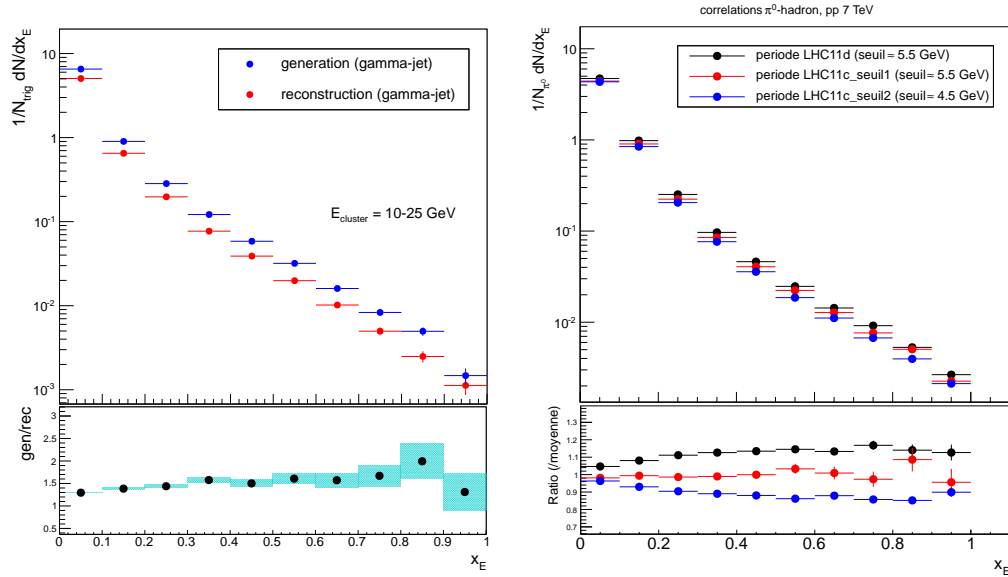 correlations π⁰-hadron, pp 7 TeV
1/N_trig dN/dx_E
10
1
10⁻¹
10⁻²
10⁻³
generation (gamma-jet)
reconstruction (gamma-jet)
E_cluster = 10-25 GeV
gen/rec
3
2.5
2
1.5
1
0.5
0 0.1 0.2 0.3 0.4 0.5 0.6 0.7 0.8 0.9 1
x_E
1/N_π⁰ dN/dx_E
10
1
10⁻¹
10⁻²
periode LHC11d (seuil≈ 5.5 GeV)
periode LHC11c_seuil1 (seuil≈ 5.5 GeV)
periode LHC11c_seuil2 (seuil≈ 4.5 GeV)
Ratio (/moyenne)
1.3
1.2
1.1
1
0.9
0.8
0.7
0 0.2 0.4 0.6 0.8 1
x_E